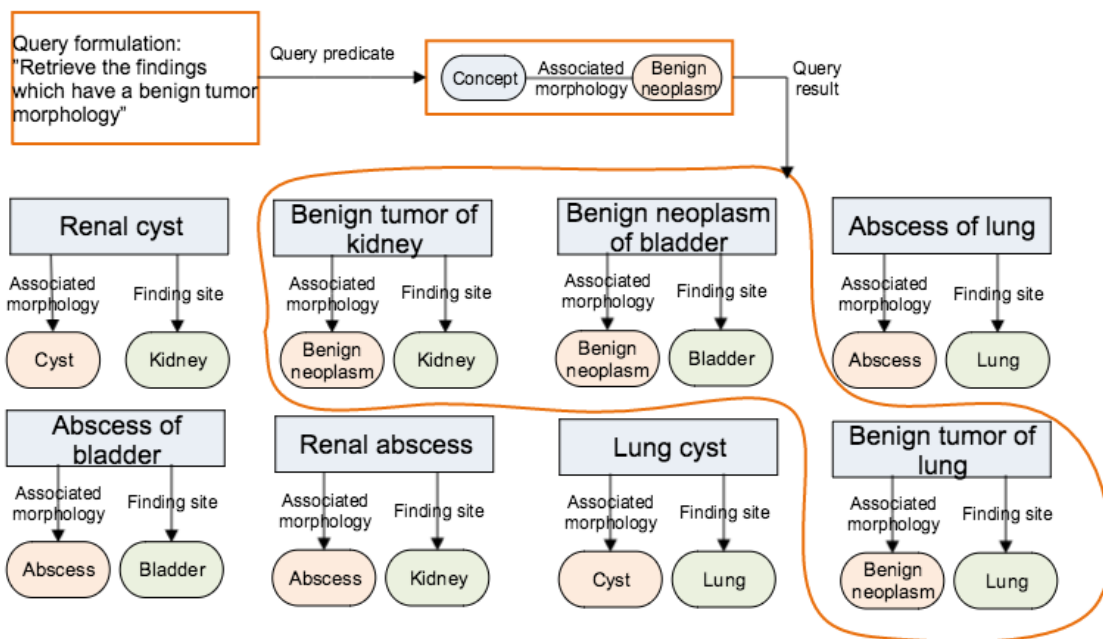 Query formulation:
"Retrieve the findings
which have a benign tumor
morphology"
Query predicate
Concept
Associated
morphology
Benign
neoplasm
Query
result
Renal cyst
Associated
morphology
Finding site
Cyst
Kidney
Benign tumor of
kidney
Associated
morphology
Finding site
Benign
neoplasm
Kidney
Benign neoplasm
of bladder
Associated
morphology
Finding site
Benign
neoplasm
Bladder
Abscess of lung
Associated
morphology
Finding site
Abscess
Lung
Abscess of
bladder
Associated
morphology
Finding site
Abscess
Bladder
Renal abscess
Associated
morphology
Finding site
Abscess
Kidney
Lung cyst
Associated
morphology
Finding site
Cyst
Lung
Benign tumor of
lung
Associated
morphology
Finding site
Benign
neoplasm
Lung